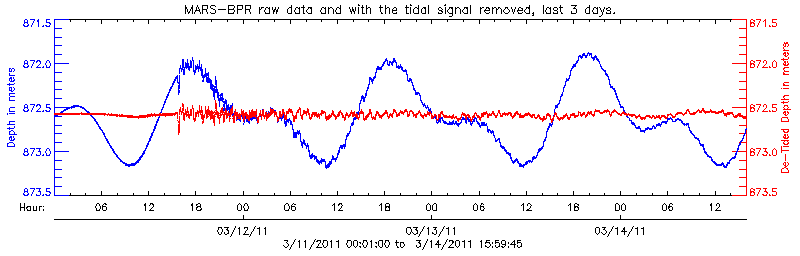 MARS-BPR raw data and with the tidal signal removed, last 3 days.
871.5 871.5
872.0 872.0
872.5 872.5
873.0 873.0
873.5 873.5
Depth in meters
De-Tided Depth in meters
Hour: 06 12 18 00 06 12 18 00 06 12 18 00 06 12
03/12/11 03/13/11 03/14/11
3/11/2011 00:01:00 to 3/14/2011 15:59:45